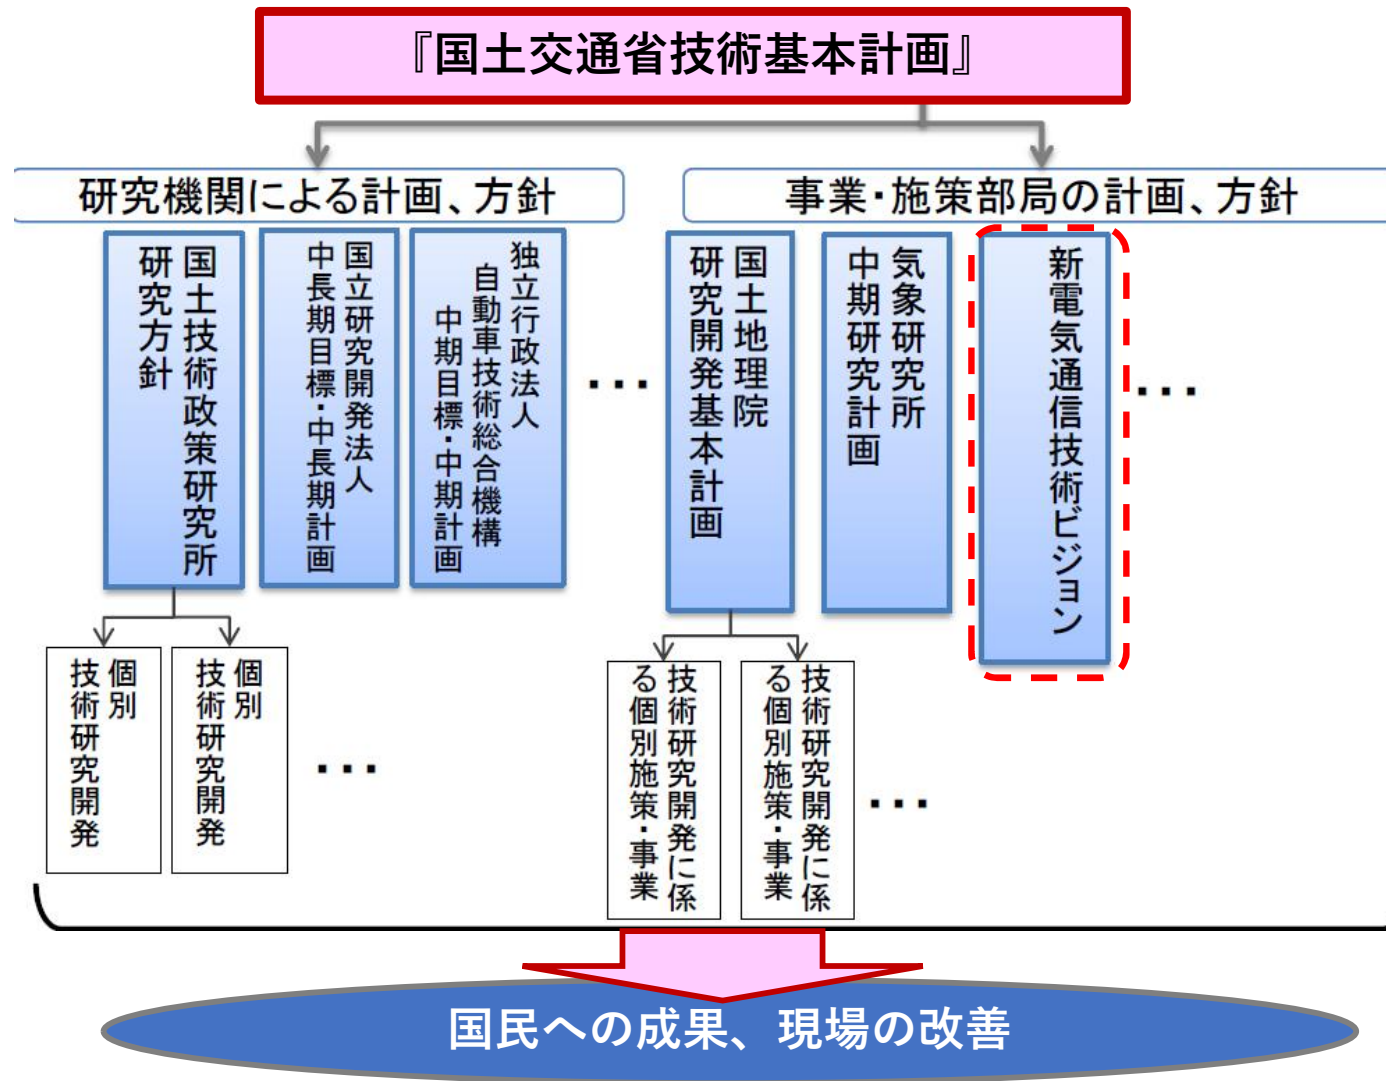 『国土交通省技術基本計画』
研究機関による計画、方針
事業・施策部局の計画、方針
国土技術政策研究所
研究方針
国立研究開発法人
中長期目標・中長期計画
独立行政法人
自動車技術総合機構
中期目標・中期計画
・・・
国土地理院
研究開発基本計画
気象研究所
中期研究計画
新電気通信技術ビジョン
・・・
個別
技術研究開発
個別
技術研究開発
・・・
技術研究開発に係
る個別施策・事業
技術研究開発に係
る個別施策・事業
・・・
国民への成果、現場の改善